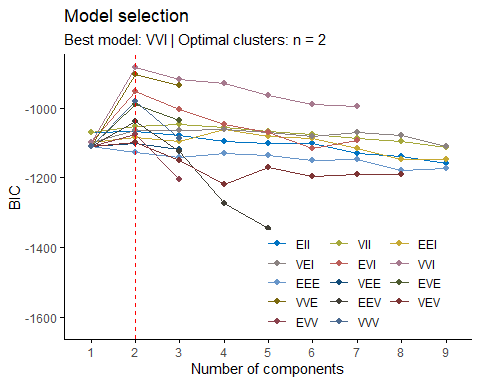 Model selection
Best model: VVI | Optimal clusters: n = 2
BIC
-1000
-1200
-1400
-1600
EII VII EEI
VEI EVI VVI
EEE VEE EVE
VVE EEV VEV
EVV VVV
1 2 3 4 5 6 7 8 9
Number of components